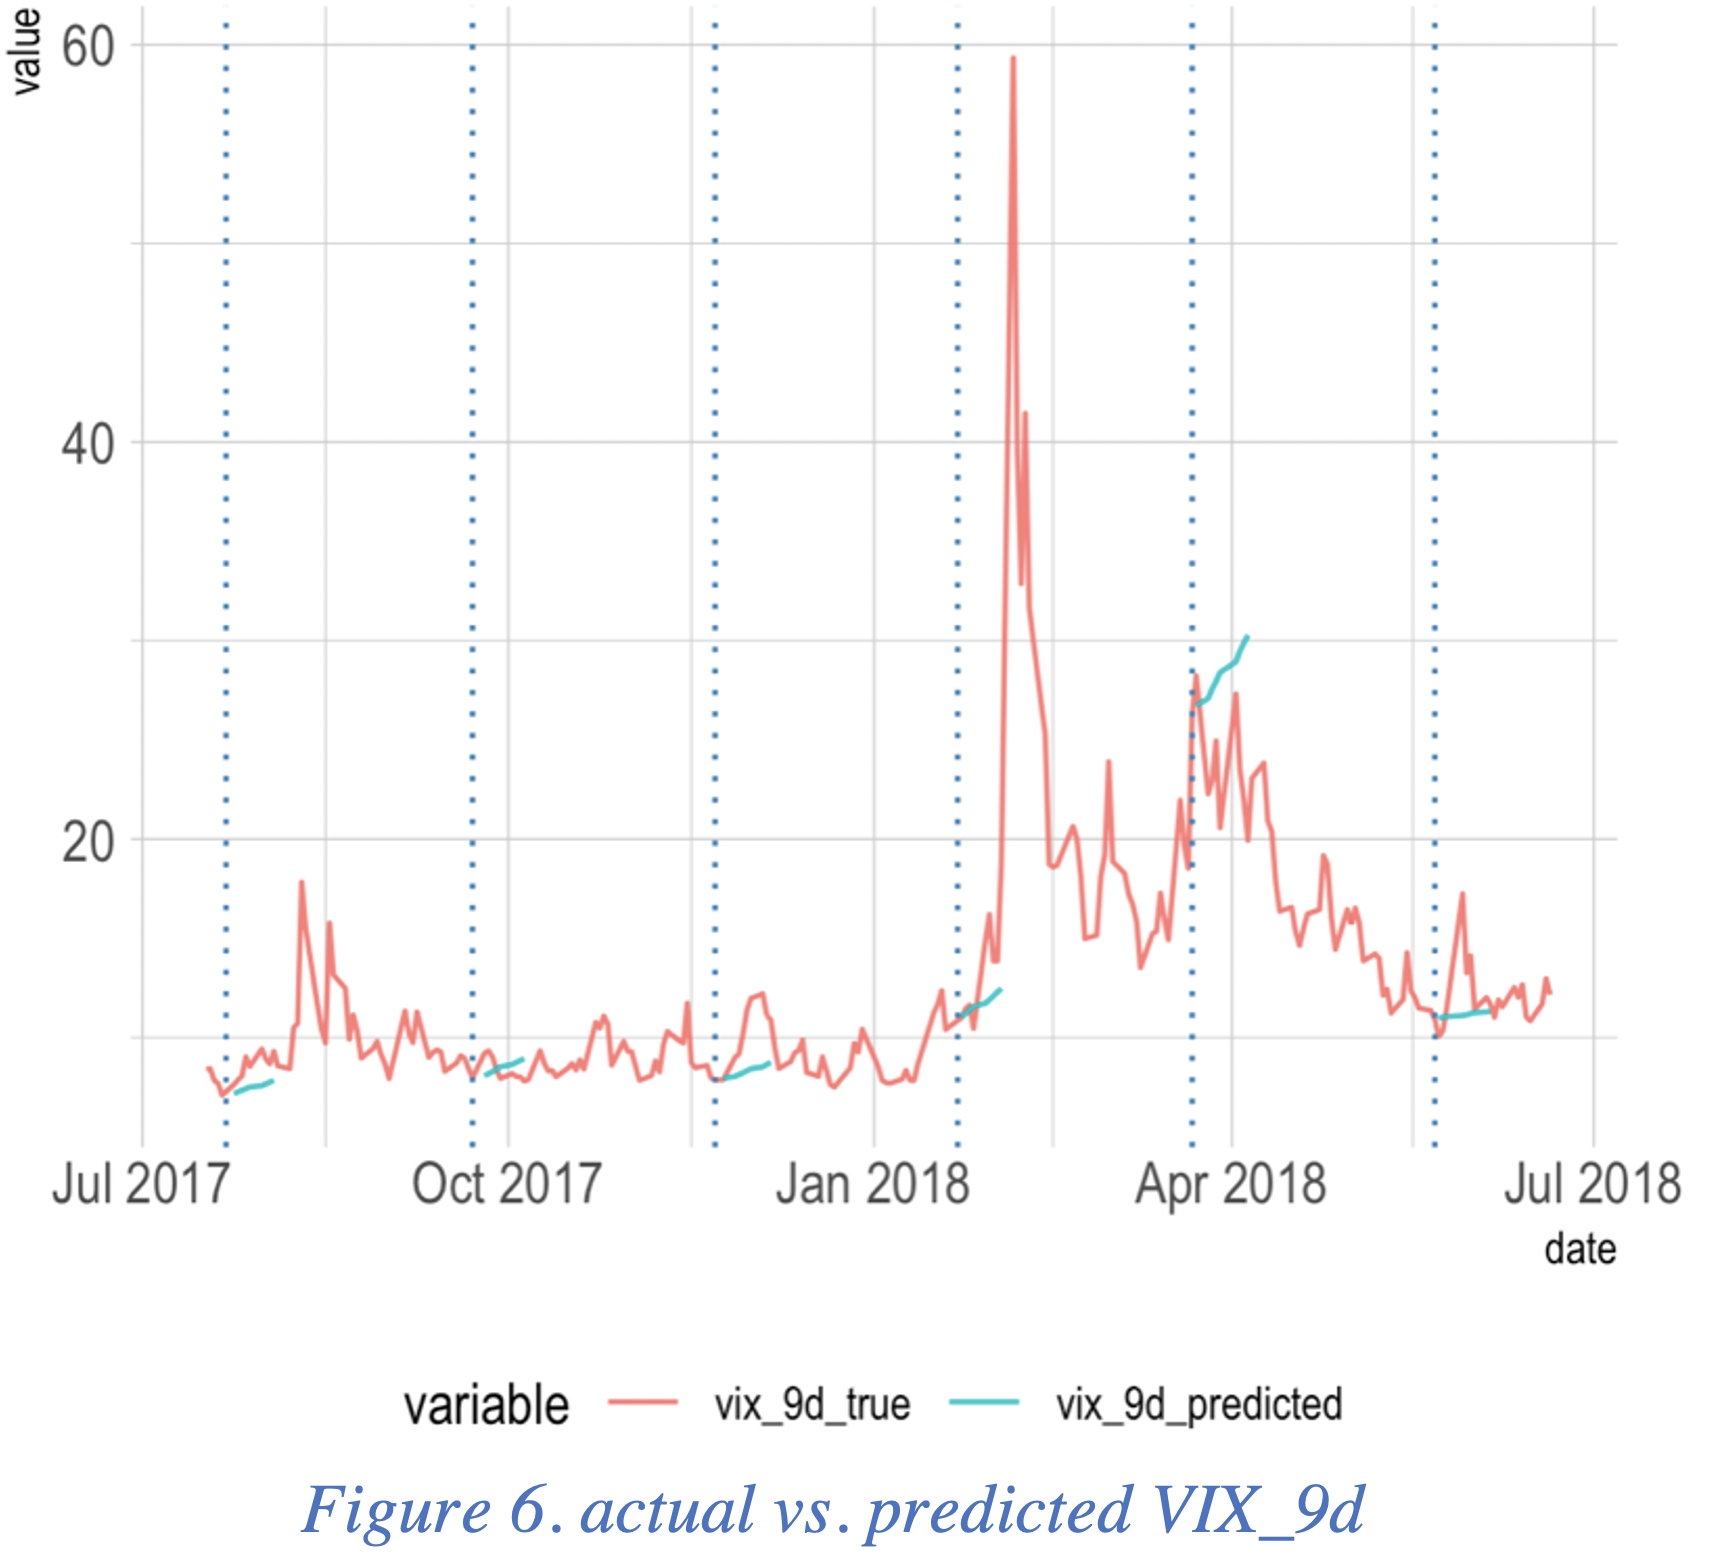 value
60
40
20
Jul 2017 Oct 2017 Jan 2018 Apr 2018 Jul 2018
date
variable vix_9d_true vix_9d_predicted
Figure 6. actual vs. predicted VIX_9d